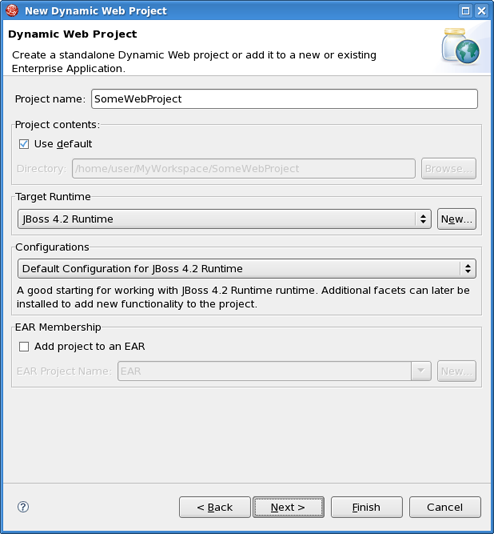 New Dynamic Web Project
Dynamic Web Project
Create a standalone Dynamic Web project or add it to a new or existing
Enterprise Application.
Project name: SomeWebProject
Project contents:
Use default
Directory: /home/user/MyWorkspace/SomeWebProject Browse...
Target Runtime
JBoss 4.2 Runtime New...
Configurations
Default Configuration for JBoss 4.2 Runtime
A good starting for working with JBoss 4.2 Runtime runtime. Additional facets can later be
installed to add new functionality to the project.
EAR Membership
Add project to an EAR
EAR Project Name: EAR New...
? < Back Next > Finish Cancel